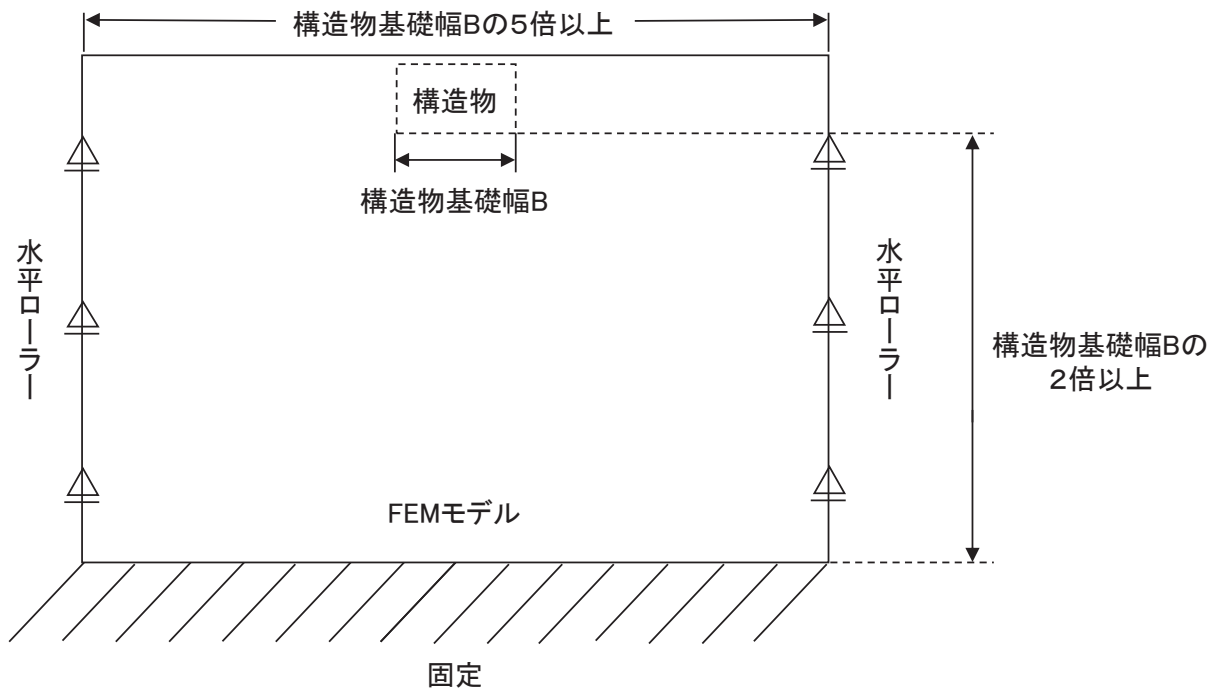 構造物基礎幅Bの5倍以上
構造物
構造物基礎幅B
水平ローラー
水平ローラー
構造物基礎幅Bの
2倍以上
FEMモデル
固定